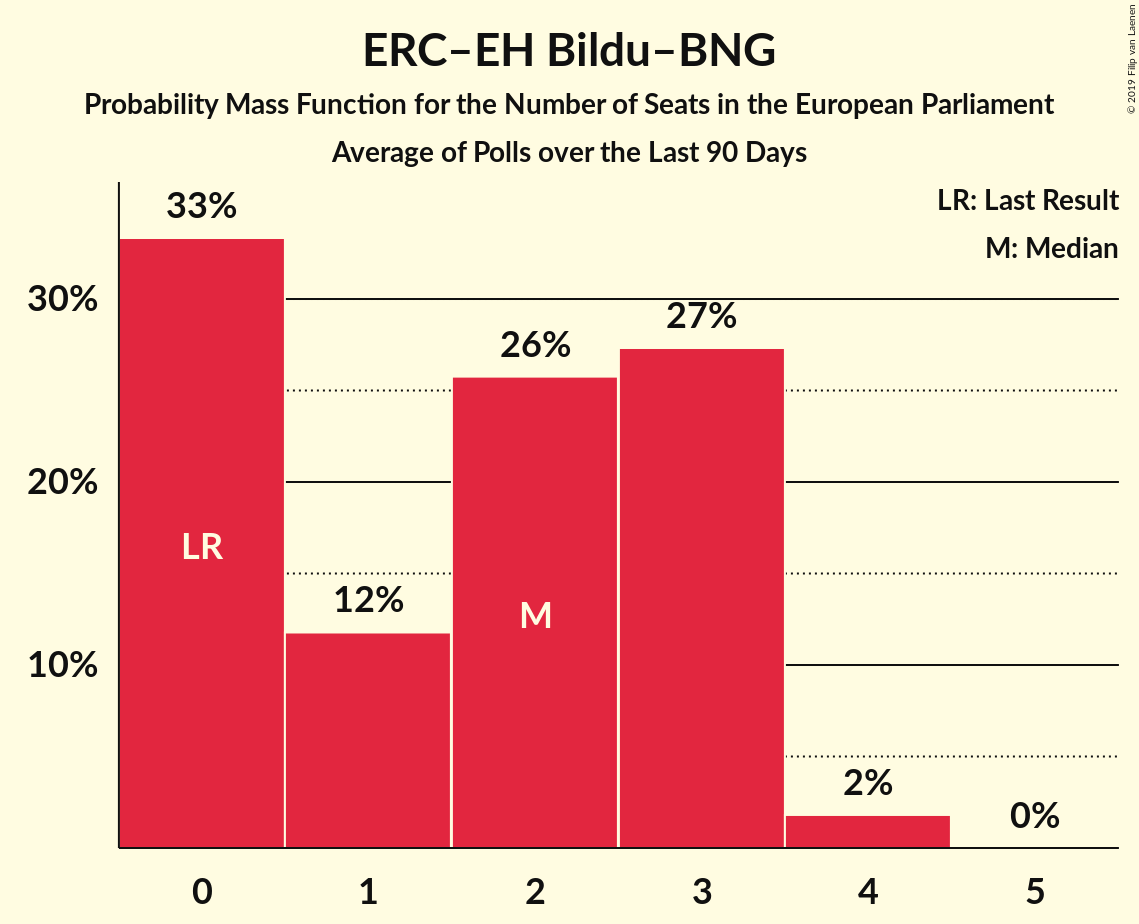 ERC–EH Bildu–BNG
Probability Mass Function for the Number of Seats in the European Parliament
Average of Polls over the Last 90 Days
© 2019 Filip van Laenen
LR: Last Result
M: Median
33%
30%
27%
26%
20%
LR
12%
M
10%
2%
0%
0 1 2 3 4 5